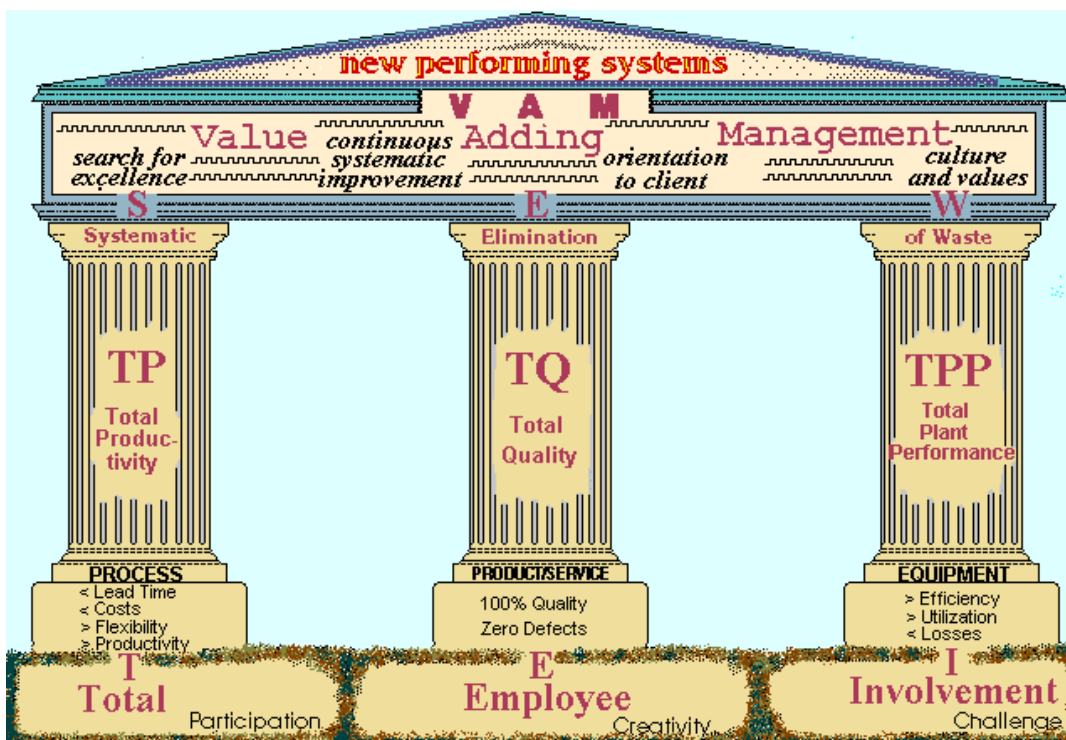 new performing systems
V A M
Value Adding Management
search for
excellence
continuous
systematic
improvement
orientation
to client
culture
and values
S E W
Systematic Elimination of Waste
TP
Total
Produc-
tivity
TQ
Total
Quality
TPP
Total
Plant
Performance
PROCESS
< Lead Time
< Costs
> Flexibility
> Productivity
PRODUCT/SERVICE
100% Quality
Zero Defects
EQUIPMENT
> Efficiency
> Utilization
< Losses
T E I
Total Employee Involvement
Participation Creativity Challenge